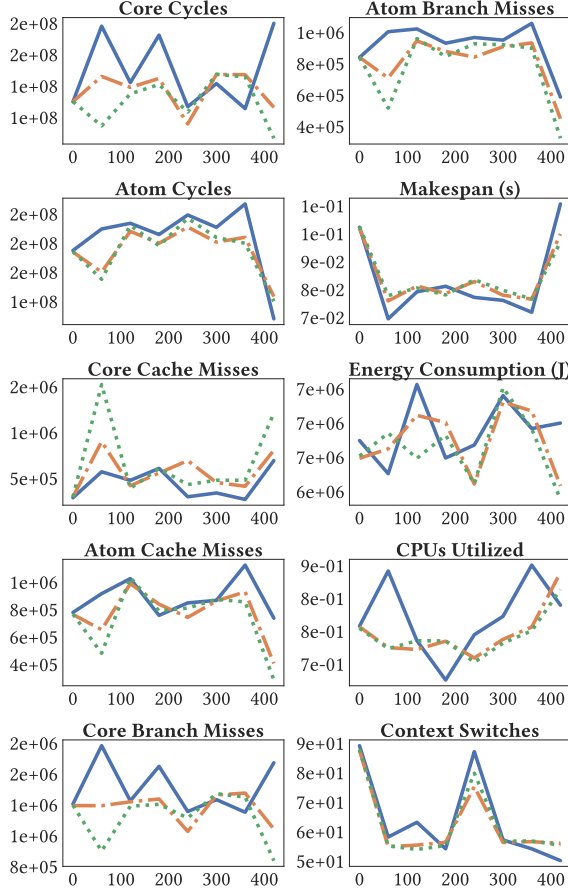 Core Cycles
2e+08
2e+08
1e+08
1e+08
0 100 200 300 400
Atom Branch Misses
1e+06
8e+05
6e+05
4e+05
0 100 200 300 400
Atom Cycles
2e+08
2e+08
2e+08
1e+08
0 100 200 300 400
Makespan (s)
1e-01
1e-01
9e-02
8e-02
7e-02
0 100 200 300 400
Core Cache Misses
2e+06
1e+06
5e+05
0 100 200 300 400
Energy Consumption (J)
7e+06
7e+06
7e+06
6e+06
0 100 200 300 400
Atom Cache Misses
1e+06
8e+05
6e+05
4e+05
0 100 200 300 400
CPUs Utilized
9e-01
8e-01
8e-01
7e-01
0 100 200 300 400
Core Branch Misses
2e+06
2e+06
1e+06
1e+06
8e+05
0 100 200 300 400
Context Switches
9e+01
8e+01
7e+01
6e+01
5e+01
0 100 200 300 400